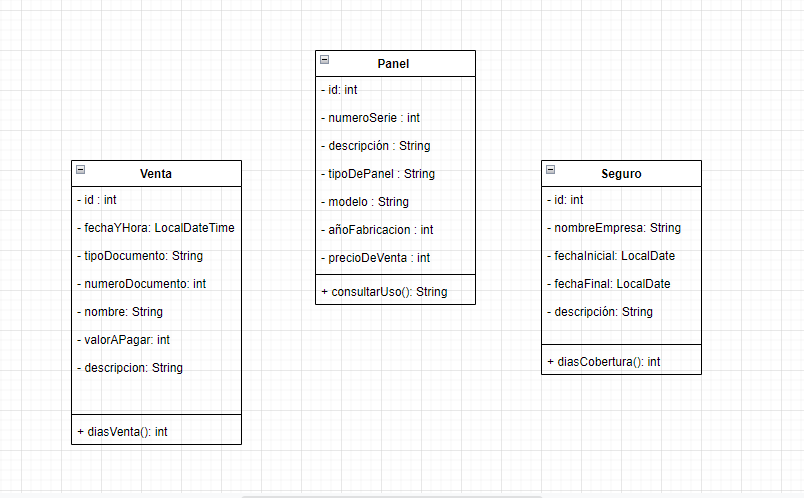 Panel
- id: int
- numeroSerie : int
- descripción : String
- tipoDePanel : String
- modelo : String
- añoFabricacion : int
- precioDeVenta : int
+ consultarUso(): String
Venta
- id : int
- fechaYHora: LocalDateTime
- tipoDocumento: String
- numeroDocumento: int
- nombre: String
- valorAPagar: int
- descripcion: String
+ diasVenta(): int
Seguro
- id: int
- nombreEmpresa: String
- fechaInicial: LocalDate
- fechaFinal: LocalDate
- descripción: String
+ diasCobertura(): int